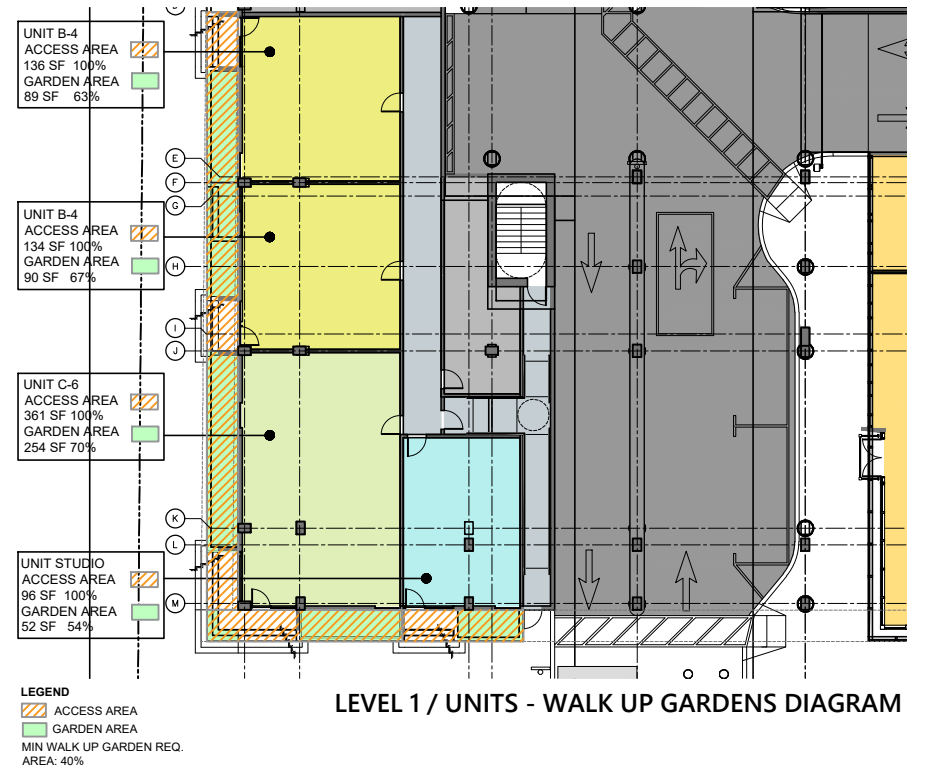 UNIT B-4
ACCESS AREA
136 SF 100%
GARDEN AREA
89 SF 63%
E
F
G
UNIT B-4
ACCESS AREA
134 SF 100%
GARDEN AREA
90 SF 67%
H
I
J
UNIT C-6
ACCESS AREA
361 SF 100%
GARDEN AREA
254 SF 70%
K
L
UNIT STUDIO
ACCESS AREA
96 SF 100%
GARDEN AREA
52 SF 54%
M
LEGEND
ACCESS AREA
GARDEN AREA
MIN WALK UP GARDEN REQ.
AREA: 40%
LEVEL 1 / UNITS - WALK UP GARDENS DIAGRAM